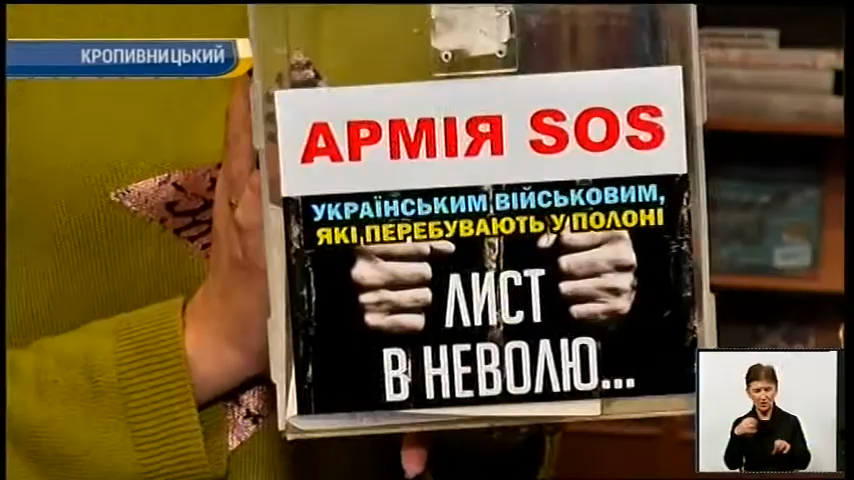 КРОПИВНИЦЬКИЙ
АРМІЯ SOS
УКРАЇНСЬКИМ ВІЙСЬКОВИМ,
ЯКІ ПЕРЕБУВАЮТЬ У ПОЛОНІ
ЛИСТ
В НЕВОЛЮ...